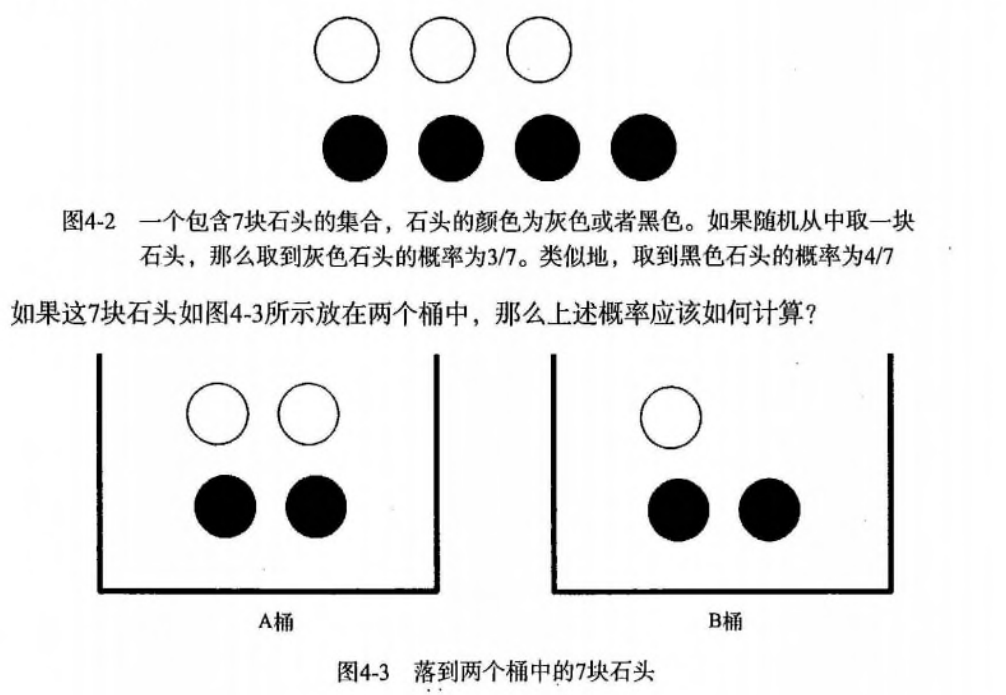 图4-2 一个包含7块石头的集合，石头的颜色为灰色或者黑色。如果随机从中取一块
石头，那么取到灰色石头的概率为3/7。类似地，取到黑色石头的概率为4/7
如果这7块石头如图4-3所示放在两个桶中，那么上述概率应该如何计算？
A桶
B桶
图4-3 落到两个桶中的7块石头